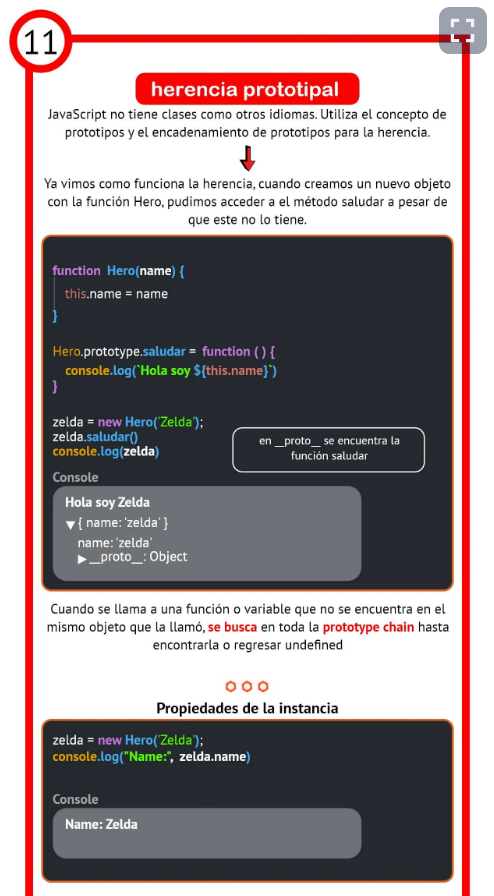 11
herencia prototipal
JavaScript no tiene clases como otros idiomas. Utiliza el concepto de
prototipos y el encadenamiento de prototipos para la herencia.
Ya vimos como funciona la herencia, cuando creamos un nuevo objeto
con la función Hero, pudimos acceder a el método saludar a pesar de
que este no lo tiene.
function Hero(name) {
this.name = name
}
Hero.prototype.saludar = function ( ) {
console.log(`Hola soy ${this.name}`)
}
zelda = new Hero('Zelda');
zelda.saludar()
console.log(zelda)
en __proto__ se encuentra la
función saludar
Console
Hola soy Zelda
▼{ name: 'zelda' }
name: 'zelda'
▶__proto__: Object
Cuando se llama a una función o variable que no se encuentra en el
mismo objeto que la llamó, se busca en toda la prototype chain hasta
encontrarla o regresar undefined
Propiedades de la instancia
zelda = new Hero('Zelda');
console.log("Name:", zelda.name)
Console
Name: Zelda